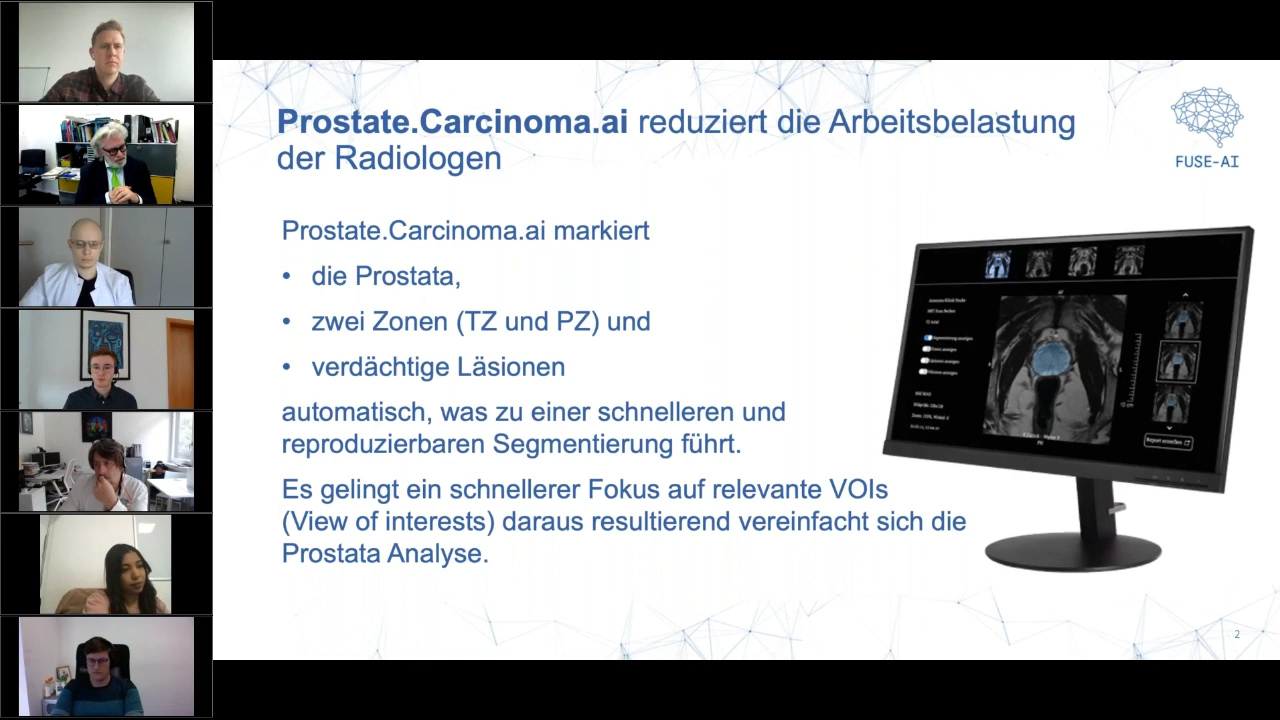 Prostate.Carcinoma.ai reduziert die Arbeitsbelastung
der Radiologen
FUSE-AI
Prostate.Carcinoma.ai markiert
• die Prostata,
• zwei Zonen (TZ und PZ) und
• verdächtige Läsionen
automatisch, was zu einer schnelleren und
reproduzierbaren Segmentierung führt.
Es gelingt ein schnellerer Fokus auf relevante VOIs
(View of interests) daraus resultierend vereinfacht sich die
Prostata Analyse.
Report erstellen
2